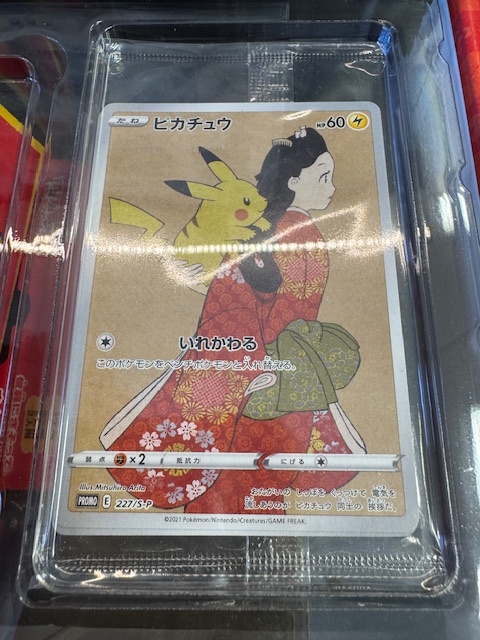 たね ピカチュウ HP60
いれかわる
このポケモンをベンチポケモンと入れ替える。
弱点 ×2 抵抗力 にげる
Illus. Mitsuhiro Arita
PROMO E 227/S-P
おたがいの しっぽを くっつけて 電気を
流しあうのが ピカチュウ 同士の 挨拶だ。
©2021 Pokémon/Nintendo/Creatures/GAME FREAK.